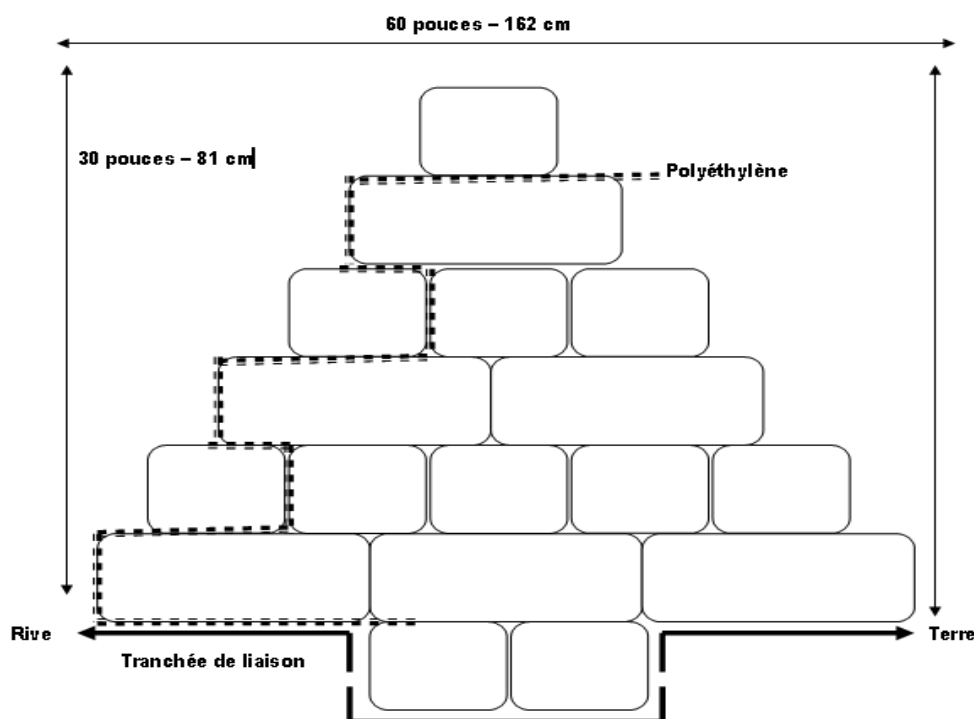 60 pouces – 162 cm
30 pouces – 81 cm
Polyéthylène
Rive
Terre
Tranchée de liaison